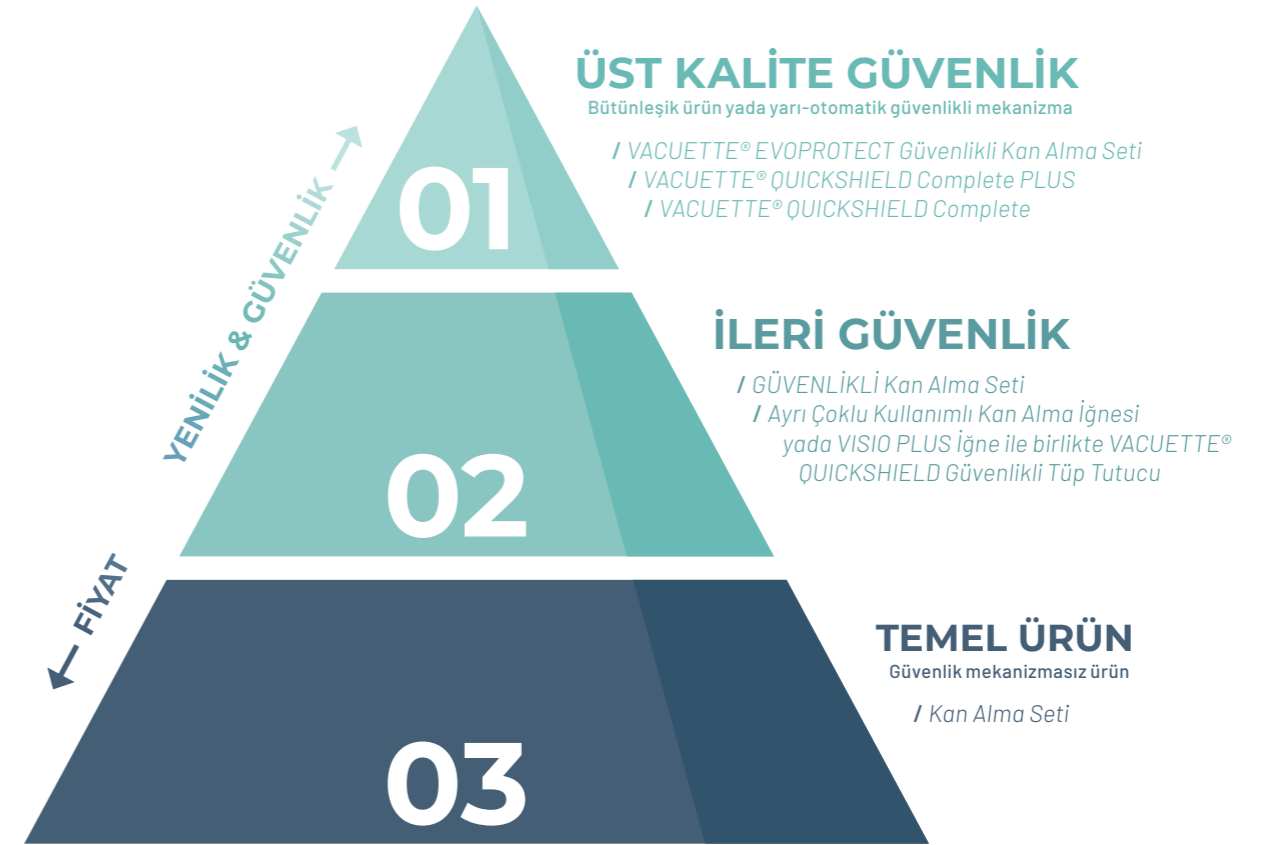 ÜST KALİTE GÜVENLİK
Bütünleşik ürün yada yarı-otomatik güvenlikli mekanizma
/ VACUETTE® EVOPROTECT Güvenlikli Kan Alma Seti
/ VACUETTE® QUICKSHIELD Complete PLUS
/ VACUETTE® QUICKSHIELD Complete
01
YENİLİK & GÜVENLİK
İLERİ GÜVENLİK
/ GÜVENLİKLİ Kan Alma Seti
/ Ayrı Çoklu Kullanımlı Kan Alma İğnesi
yada VISIO PLUS İğne ile birlikte VACUETTE®
QUICKSHIELD Güvenlikli Tüp Tutucu
02
FİYAT
TEMEL ÜRÜN
Güvenlik mekanizmasız ürün
/ Kan Alma Seti
03